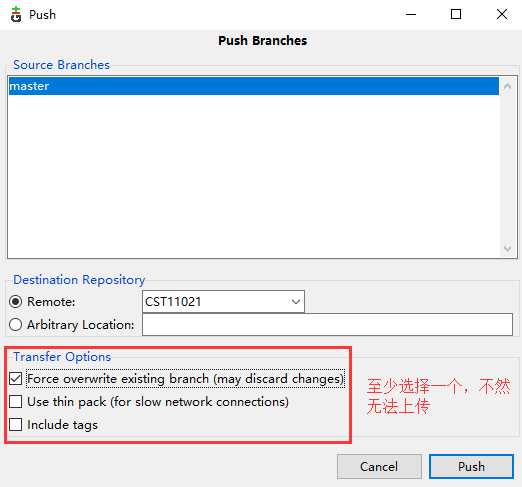 Push
Push Branches
Source Branches
master
Destination Repository
Remote:
CST11021
Arbitrary Location:
Transfer Options
Force overwrite existing branch (may discard changes)
Use thin pack (for slow network connections)
Include tags
至少选择一个，不然
无法上传
Cancel
Push